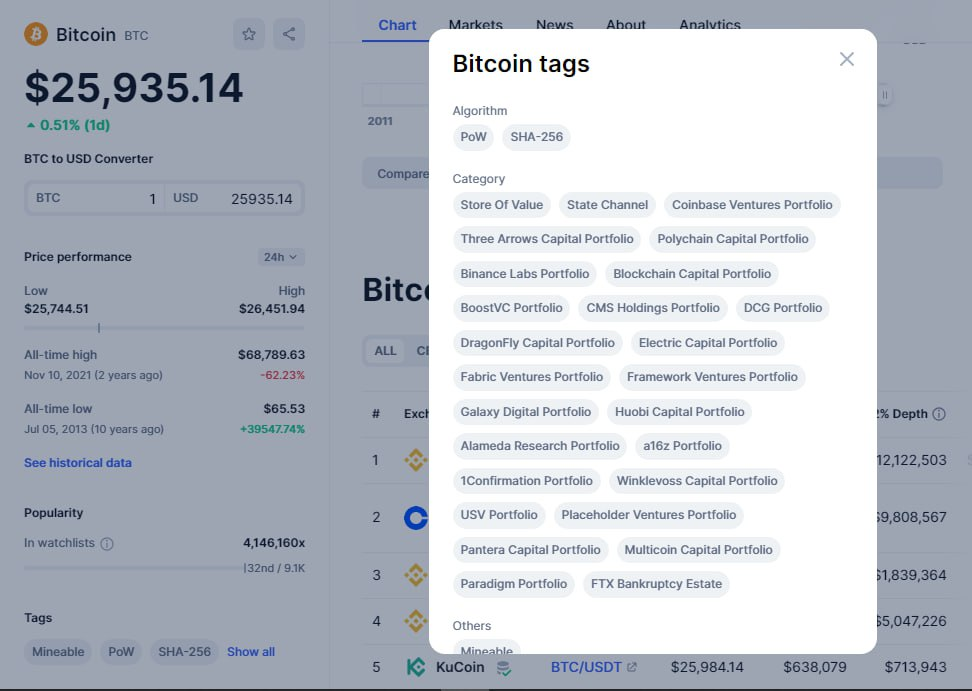 Bitcoin BTC
$25,935.14
0.51% (1d)
BTC to USD Converter
BTC 1 USD 25935.14
Price performance 24h
Low High
$25,744.51 $26,451.94
All-time high $68,789.63
Nov 10, 2021 (2 years ago) -62.23%
All-time low $65.53
Jul 05, 2013 (10 years ago) +39547.74%
See historical data
Popularity
In watchlists 4,146,160x
32nd / 9.1K
Tags
Mineable PoW SHA-256 Show all
Chart Markets News About Analytics
2011
Compare
ALL
#
% Depth
1 12,122,503
2 $9,808,567
3 $1,839,364
4 $5,047,226
5 KuCoin BTC/USDT $25,984.14 $638,079 $713,943
Bitcoin tags
Algorithm
PoW SHA-256
Category
Store Of Value State Channel Coinbase Ventures Portfolio
Three Arrows Capital Portfolio Polychain Capital Portfolio
Binance Labs Portfolio Blockchain Capital Portfolio
BoostVC Portfolio CMS Holdings Portfolio DCG Portfolio
DragonFly Capital Portfolio Electric Capital Portfolio
Fabric Ventures Portfolio Framework Ventures Portfolio
Galaxy Digital Portfolio Huobi Capital Portfolio
Alameda Research Portfolio a16z Portfolio
1Confirmation Portfolio Winklevoss Capital Portfolio
USV Portfolio Placeholder Ventures Portfolio
Pantera Capital Portfolio Multicoin Capital Portfolio
Paradigm Portfolio FTX Bankruptcy Estate
Others
Mineable